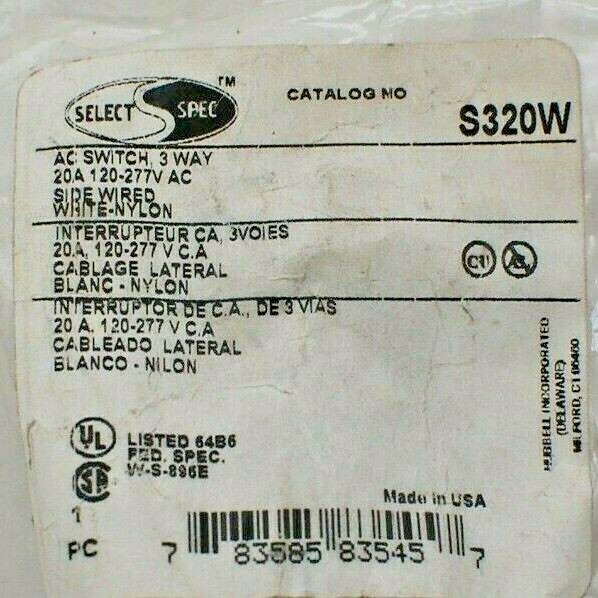 SELECT SPEC ™
CATALOG NO
S320W
AC SWITCH, 3 WAY
20A 120-277V AC
SIDE WIRED
WHITE-NYLON
INTERRUPTEUR CA, 3VOIES
20A, 120-277 V C.A
CABLAGE LATERAL
BLANC - NYLON
CU
INTERRUPTOR DE C.A., DE 3 VIAS
20 A. 120-277 V C.A
CABLEADO LATERAL
BLANCO - NILON
HUBBELL INCORPORATED
(DELAWARE)
MILFORD, CT 06460
UL
LISTED 64B6
FED. SPEC.
W-S-896E
SA
Made in USA
1
PC
7 83585 83545 7